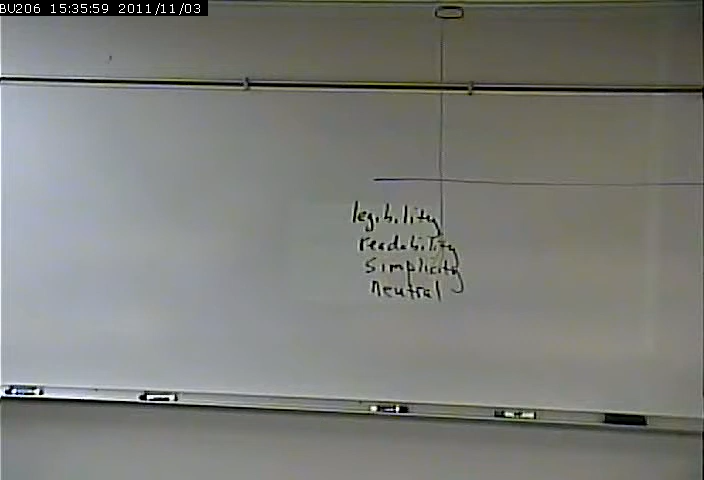 BU206 15:35:59 2011/11/03
legibility
readability
simplicity
neutral